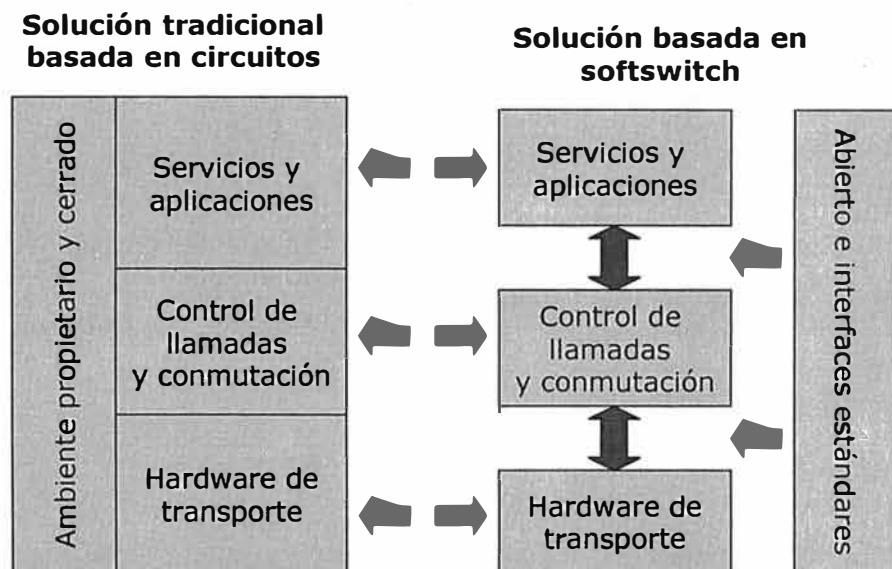 Solución tradicional
basada en circuitos
Ambiente propietario y cerrado
Servicios y
aplicaciones
Control de
llamadas
y conmutación
Hardware de
transporte
Solución basada en
softswitch
Servicios y
aplicaciones
Control de
llamadas
y conmutación
Hardware de
transporte
Abierto e interfaces estándares